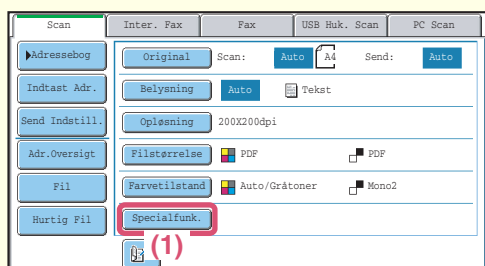 Scan Inter. Fax Fax USB Huk. Scan PC Scan
Adressebog Original Scan: Auto A4 Send: Auto
Indtast Adr. Belysning Auto Tekst
Send Indstill. Opløsning 200X200dpi
Adr.Oversigt Filstørrelse PDF PDF
Fil Farvetilstand Auto/Gråtoner Mono2
Hurtig Fil Specialfunk.
(1)